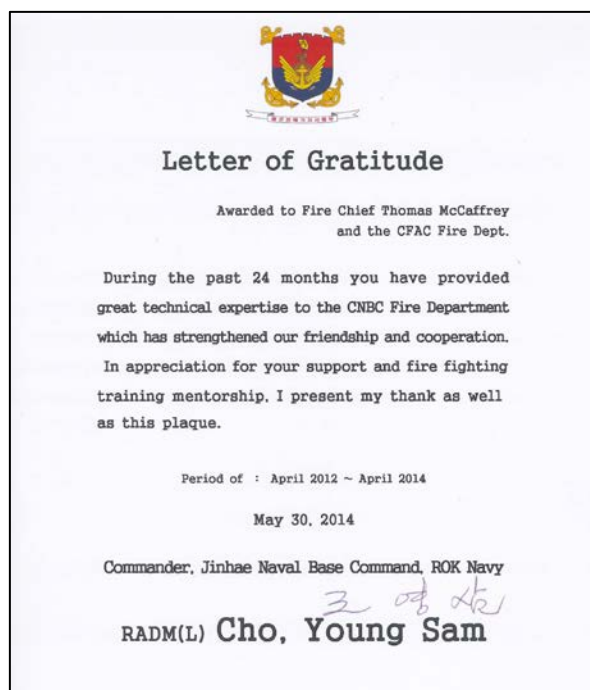 Letter of Gratitude
Awarded to Fire Chief Thomas McCaffrey
and the CFAC Fire Dept.
During the past 24 months you have provided
great technical expertise to the CNBC Fire Department
which has strengthened our friendship and cooperation.
In appreciation for your support and fire fighting
training mentorship, I present my thank as well
as this plaque.
Period of : April 2012 ~ April 2014
May 30, 2014
Commander, Jinhae Naval Base Command, ROK Navy
조 영 삼
RADM(L) Cho, Young Sam